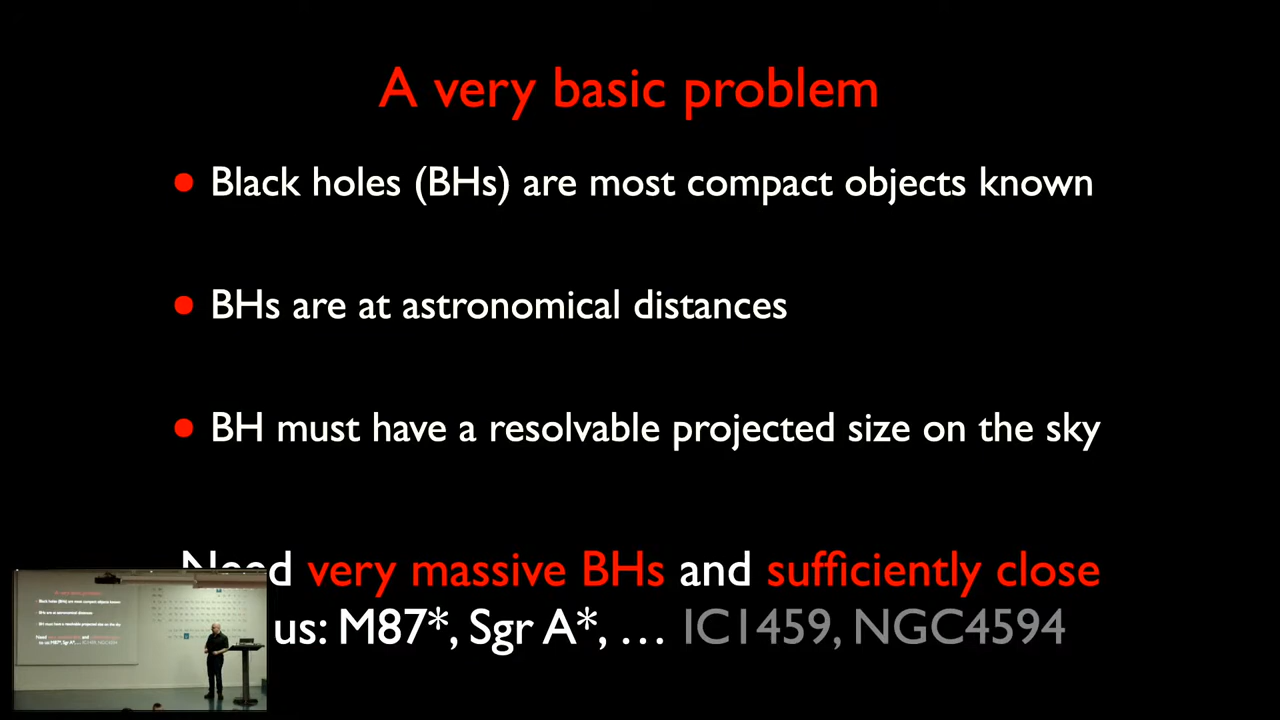 A very basic problem
Black holes (BHs) are most compact objects known
BHs are at astronomical distances
BH must have a resolvable projected size on the sky
Need very massive BHs and sufficiently close
us: M87*, Sgr A*, … IC1459, NGC4594